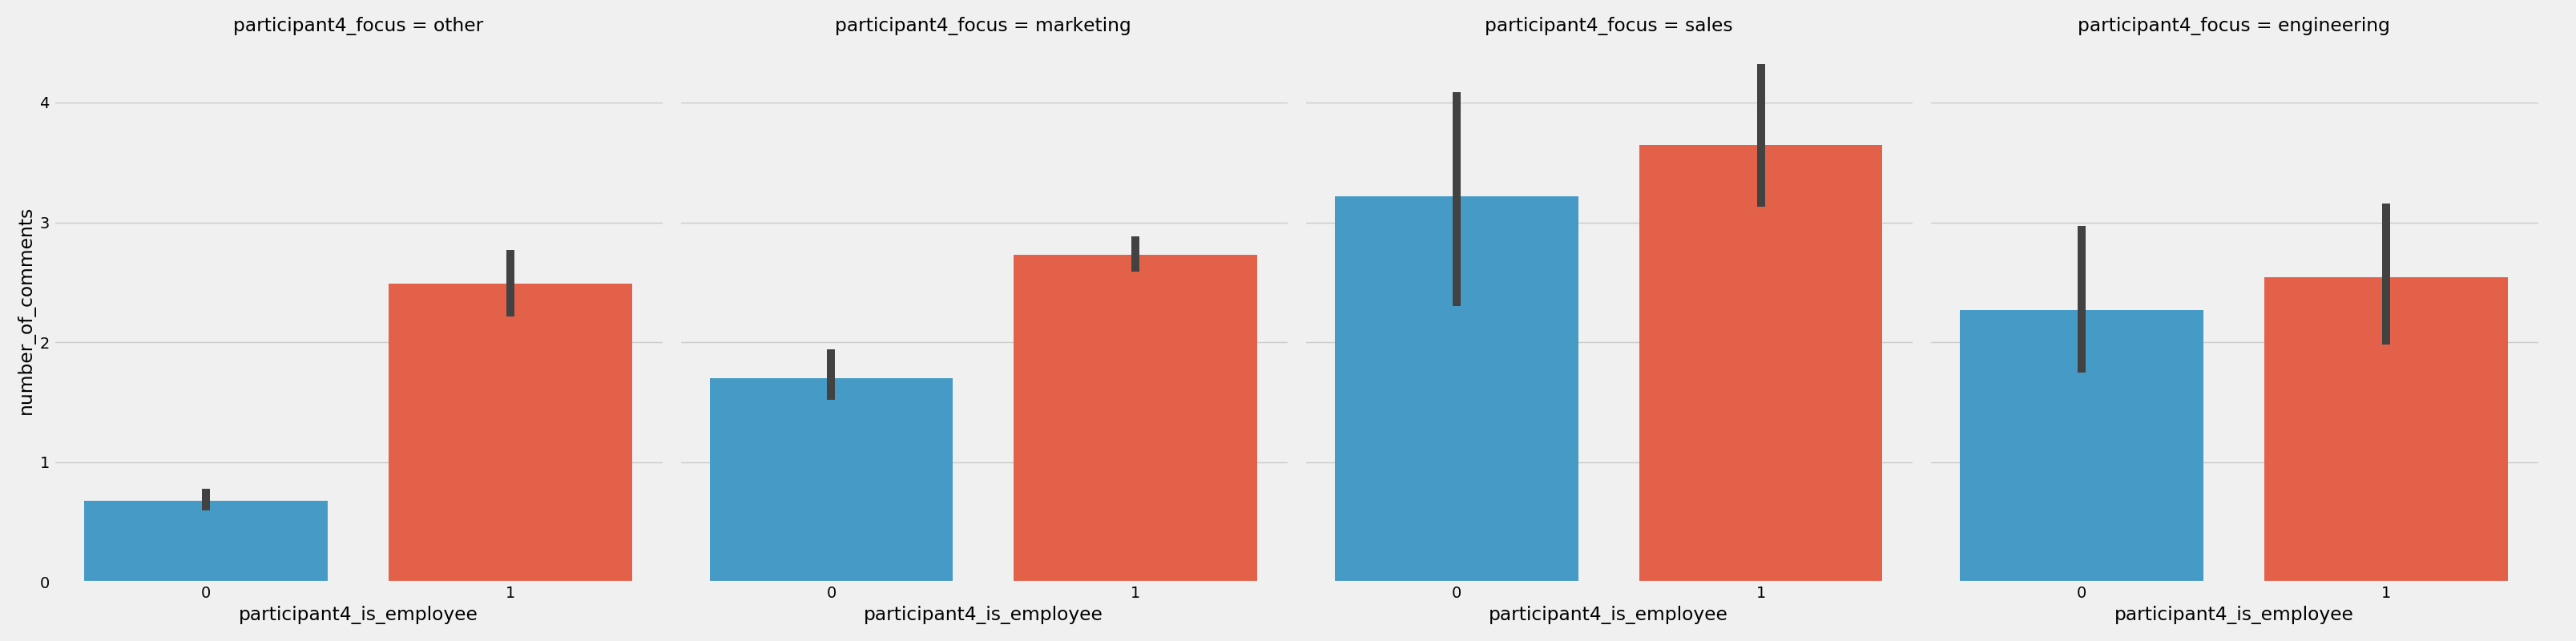 participant4_focus = other
participant4_focus = marketing
participant4_focus = sales
participant4_focus = engineering
number_of_comments
4
3
2
1
0
0
1
0
1
0
1
0
1
participant4_is_employee
participant4_is_employee
participant4_is_employee
participant4_is_employee